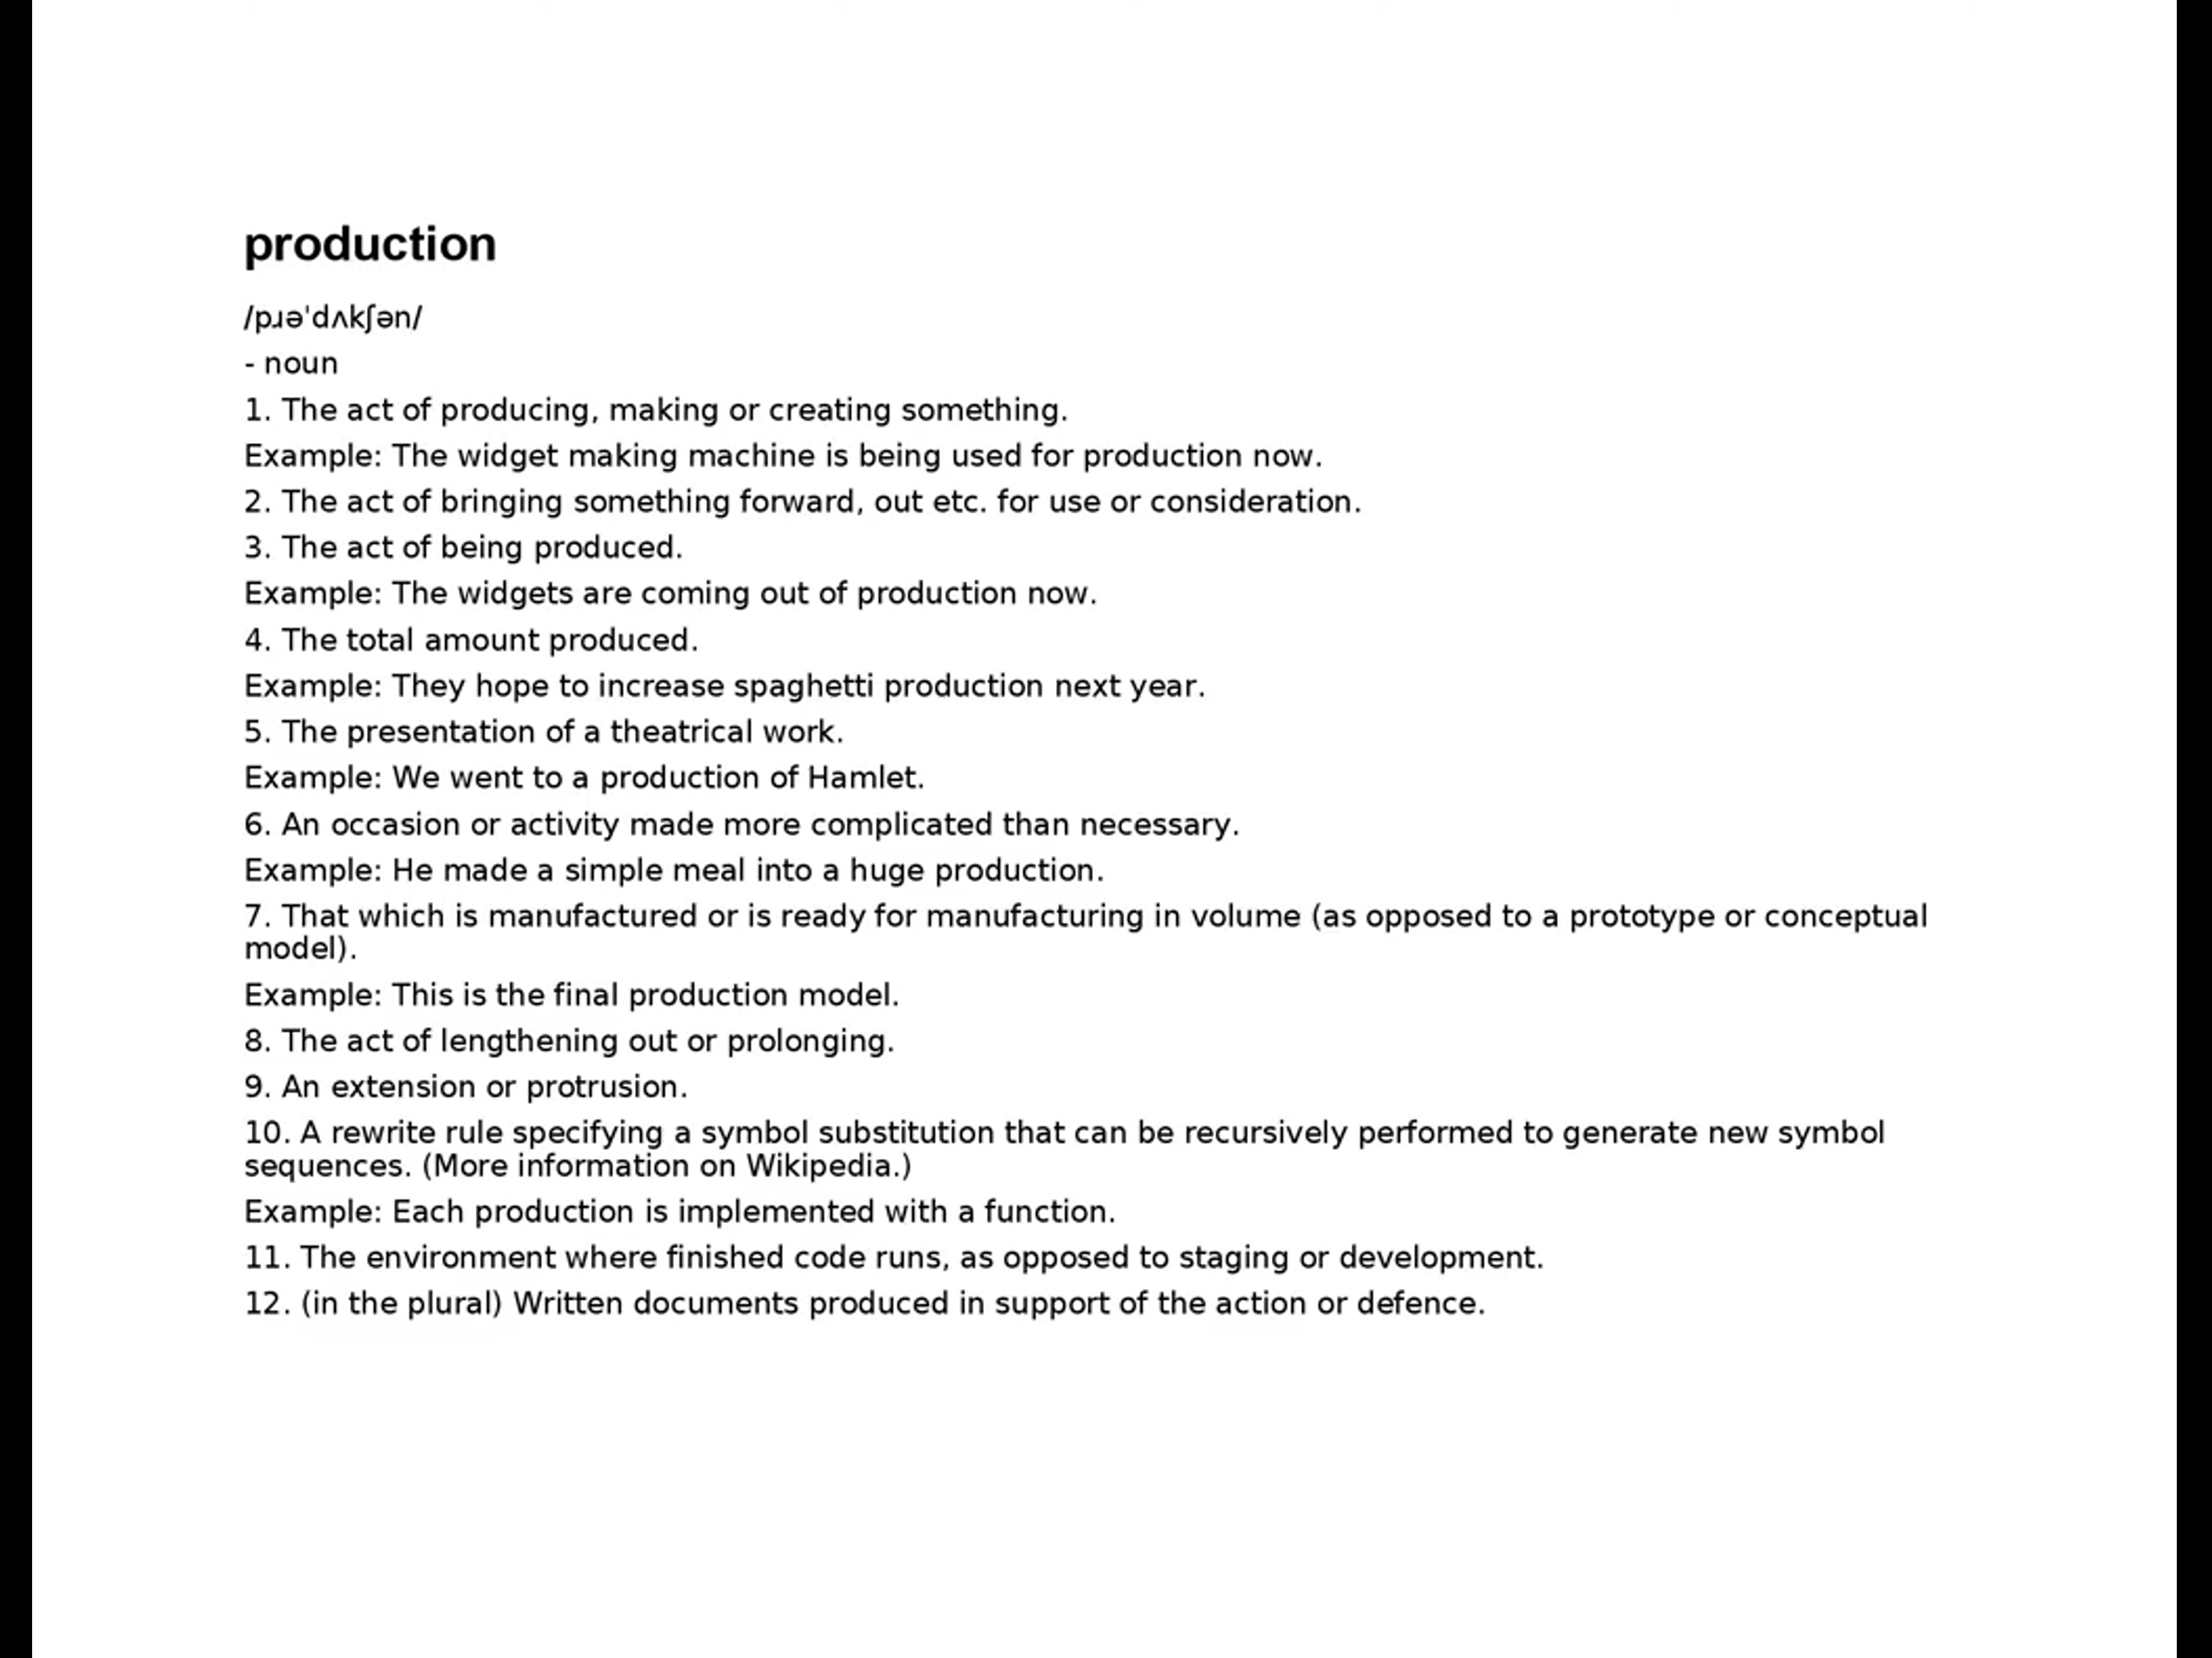 production
/pɹəˈdʌkʃən/
- noun
1. The act of producing, making or creating something.
Example: The widget making machine is being used for production now.
2. The act of bringing something forward, out etc. for use or consideration.
3. The act of being produced.
Example: The widgets are coming out of production now.
4. The total amount produced.
Example: They hope to increase spaghetti production next year.
5. The presentation of a theatrical work.
Example: We went to a production of Hamlet.
6. An occasion or activity made more complicated than necessary.
Example: He made a simple meal into a huge production.
7. That which is manufactured or is ready for manufacturing in volume (as opposed to a prototype or conceptual
model).
Example: This is the final production model.
8. The act of lengthening out or prolonging.
9. An extension or protrusion.
10. A rewrite rule specifying a symbol substitution that can be recursively performed to generate new symbol
sequences. (More information on Wikipedia.)
Example: Each production is implemented with a function.
11. The environment where finished code runs, as opposed to staging or development.
12. (in the plural) Written documents produced in support of the action or defence.